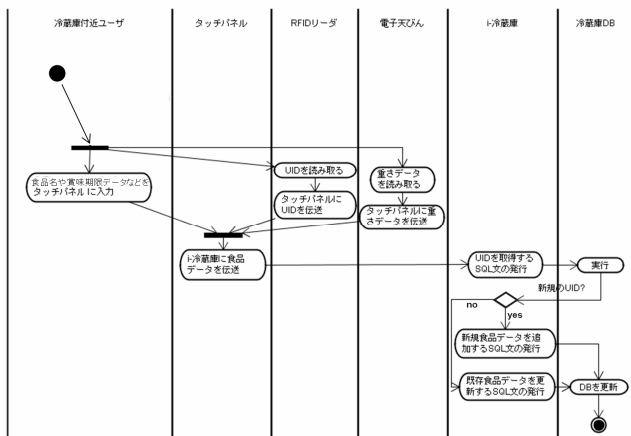 冷蔵庫付近ユーザ
タッチパネル
RFIDリーダ
電子天びん
i-冷蔵庫
冷蔵庫DB
食品名や賞味期限データなどを
タッチパネル に入力
UIDを読み取る
重さデータ
を読み取る
タッチパネルに
UIDを伝送
タッチパネルに重
さデータを伝送
i-冷蔵庫に食品
データを伝送
UIDを取得する
SQL文の発行
実行
新規のUID?
no
yes
新規食品データを追
加するSQL文の発行
既存食品データを更
新するSQL文の発行
DBを更新